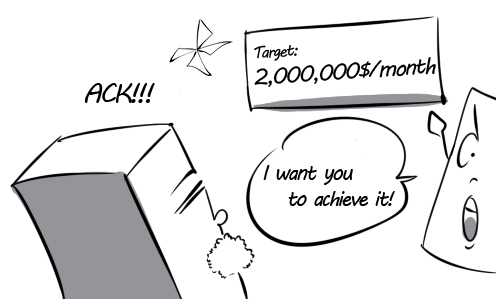 Target:
2,000,000$/month
ACK!!!
I want you
to achieve it!